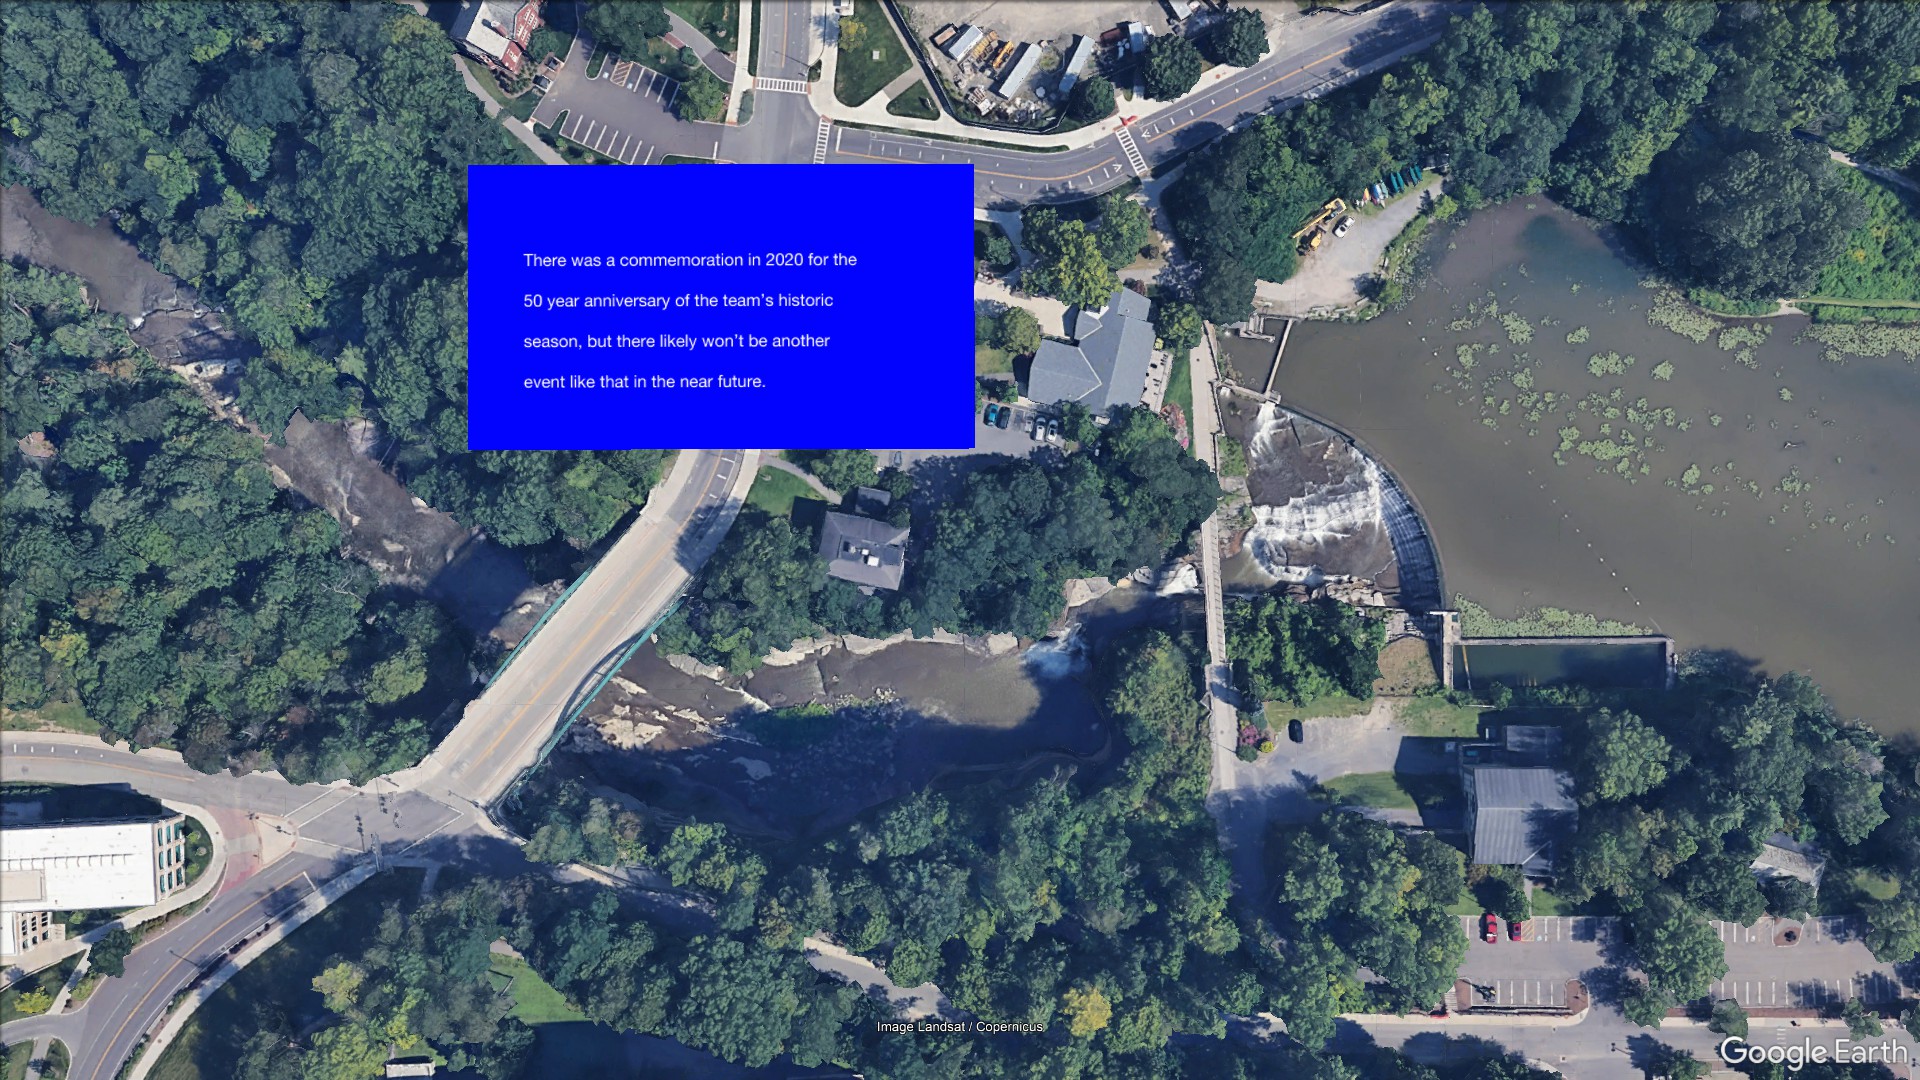 There was a commemoration in 2020 for the
50 year anniversary of the team’s historic
season, but there likely won’t be another
event like that in the near future.
Image Landsat / Copernicus
Google Earth